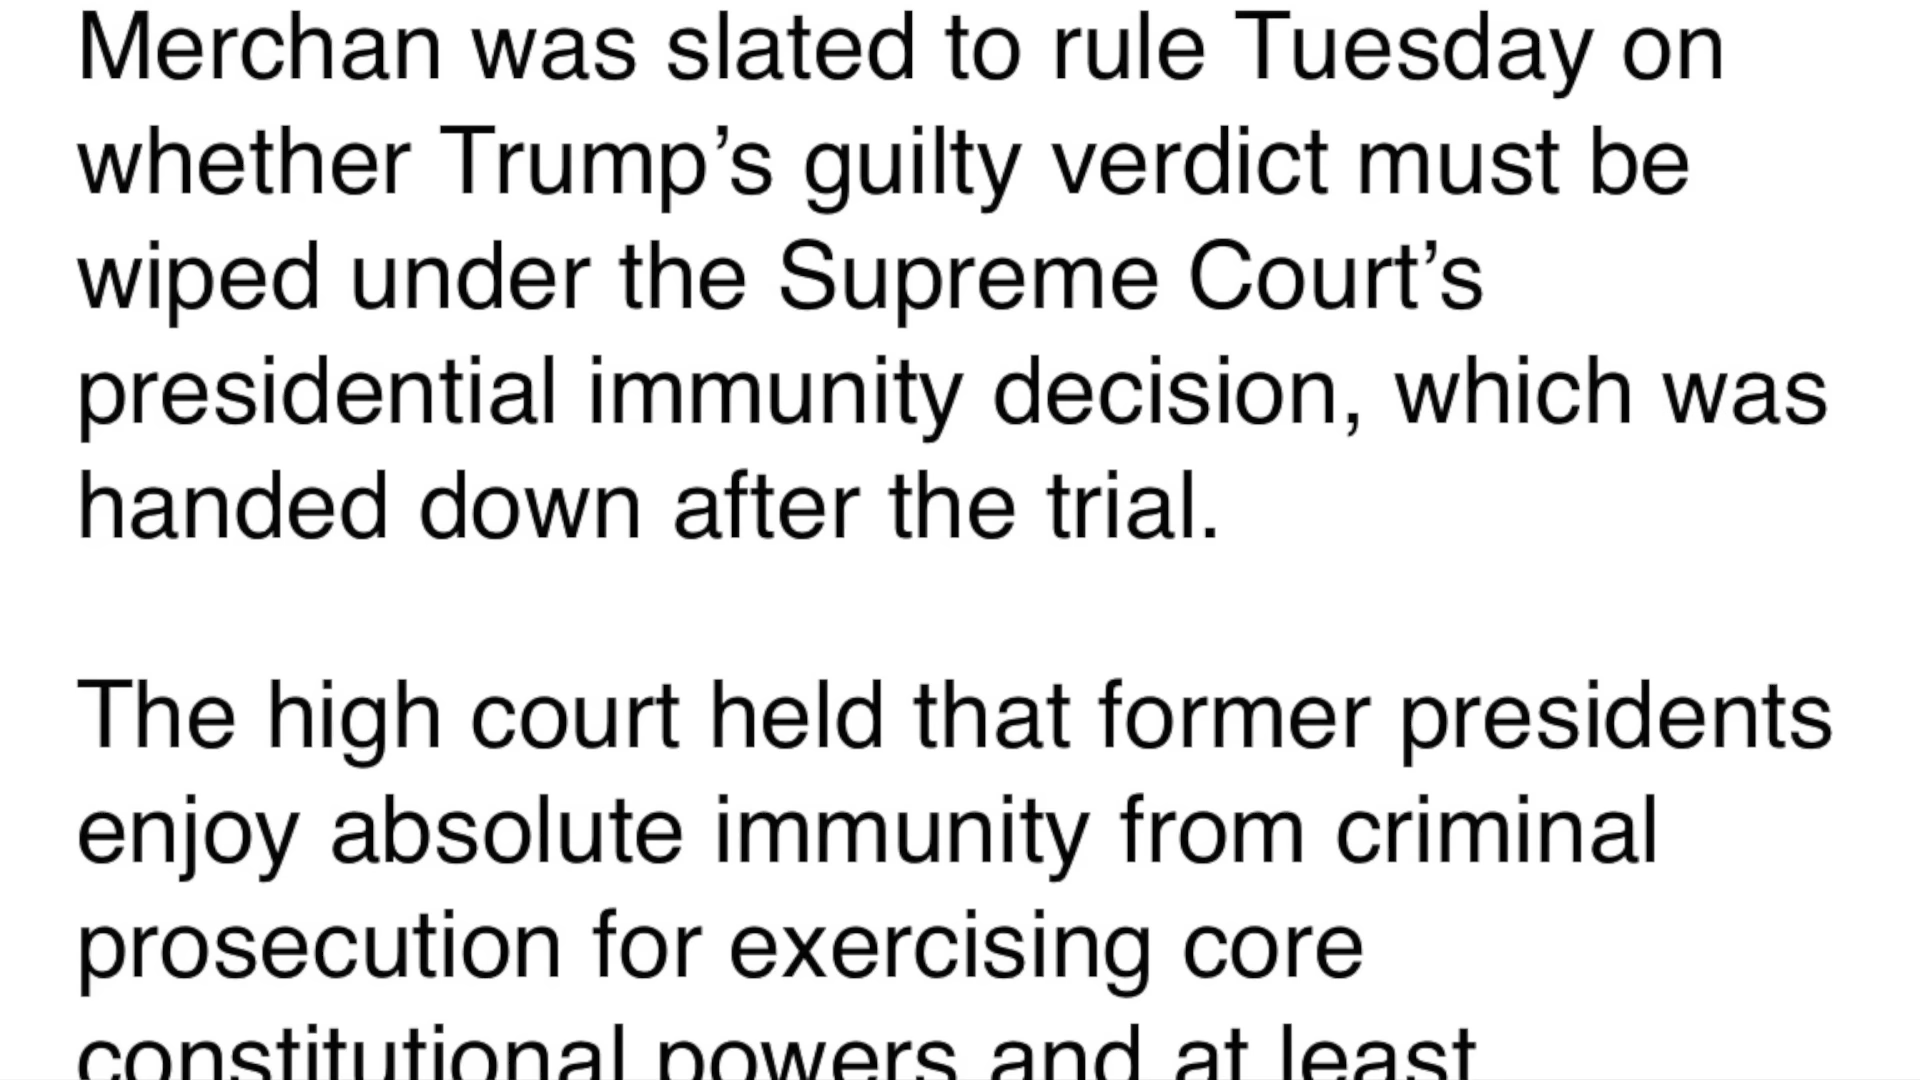 Merchan was slated to rule Tuesday on
whether Trump’s guilty verdict must be
wiped under the Supreme Court’s
presidential immunity decision, which was
handed down after the trial.
The high court held that former presidents
enjoy absolute immunity from criminal
prosecution for exercising core
constitutional powers and at least